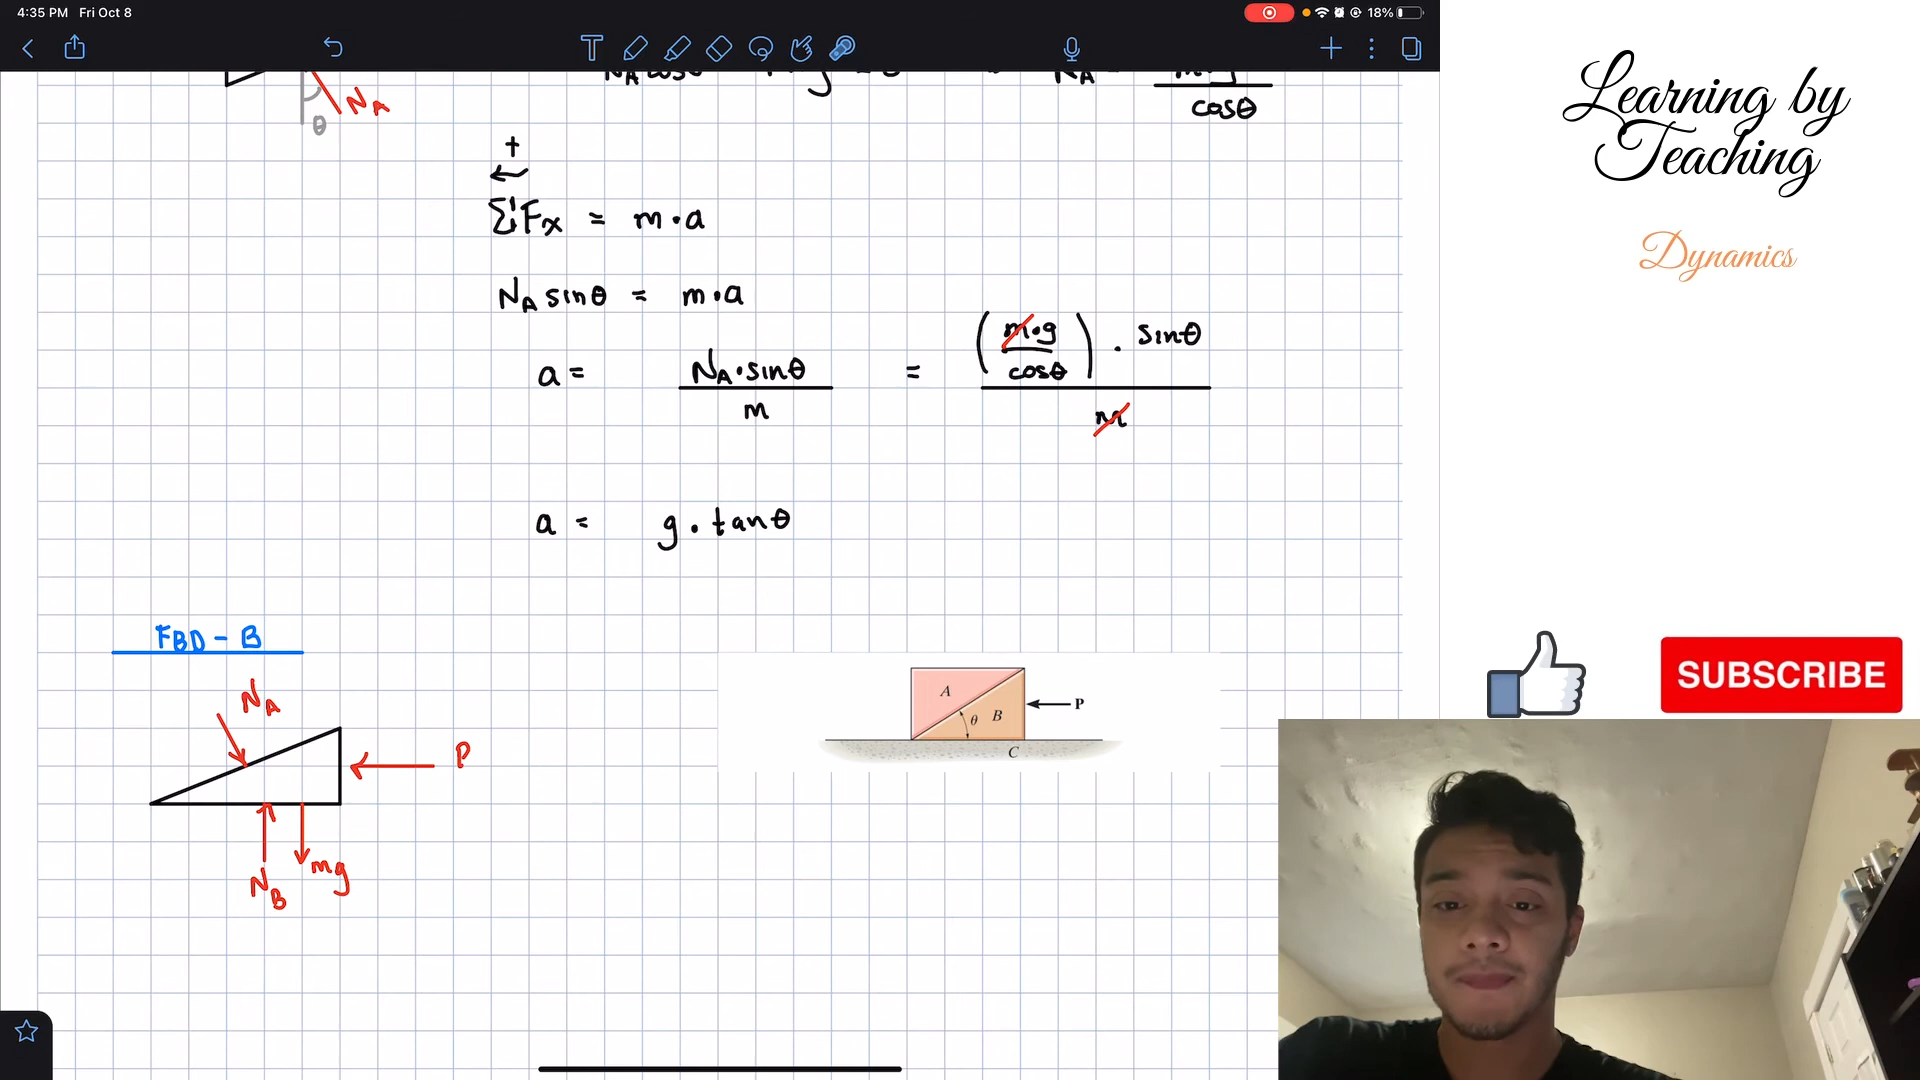 4:35 PM Fri Oct 8
18%
Learning by
Teaching
Dynamics
N_A
θ
cosθ
+
←
ΣF_x = m·a
N_A sinθ = m·a
a = N_A·sinθ / m = (m·g / cosθ) · sinθ / m
a = g·tanθ
FBD - B
N_A
P
N_B
mg
A
θ
B
P
C
SUBSCRIBE